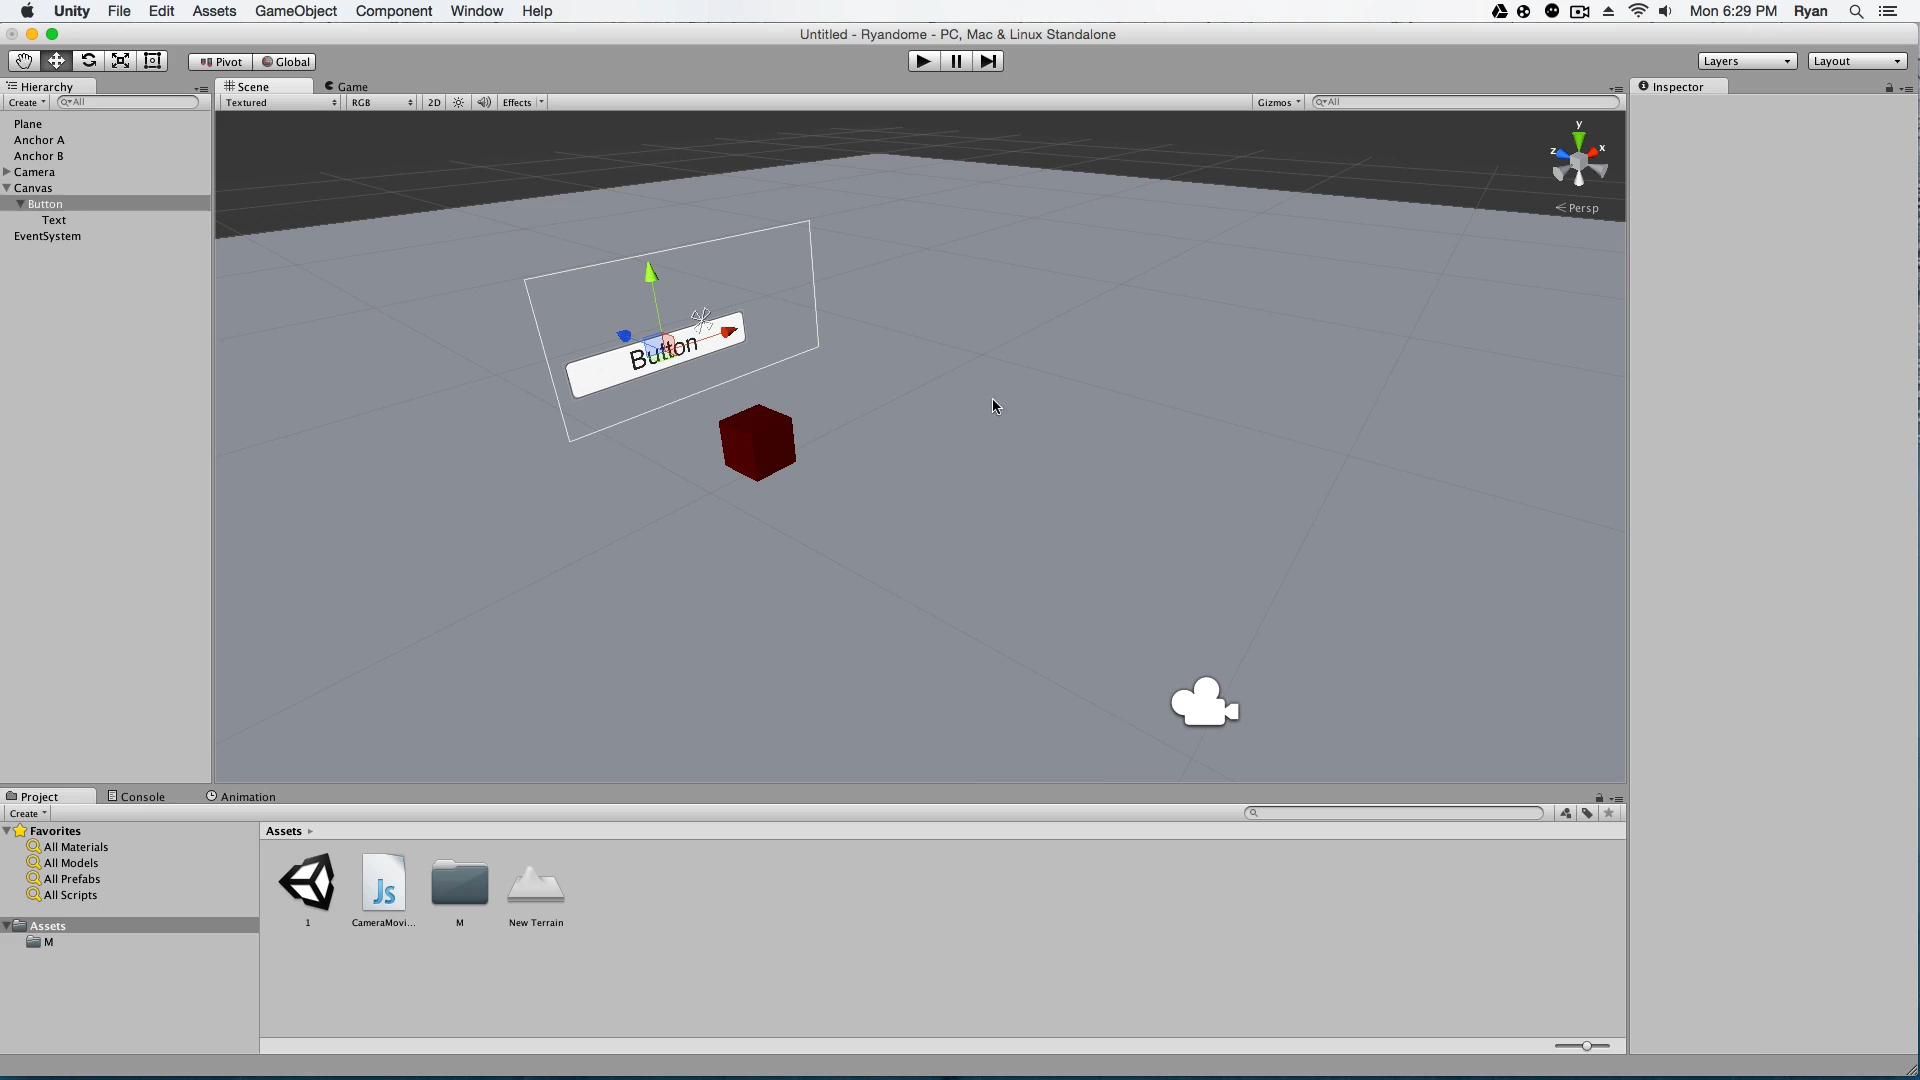 Unity File Edit Assets GameObject Component Window Help Mon 6:29 PM Ryan
Untitled - Ryandome - PC, Mac & Linux Standalone
Pivot Global Layers Layout
Hierarchy Scene Game Inspector
Create All Textured RGB 2D Effects Gizmos All
Plane
Anchor A
Anchor B
Camera
Canvas
Button
Text
EventSystem
y
z x
Persp
Button
Project Console Animation
Create
Favorites
All Materials
All Models
All Prefabs
All Scripts
Assets
M
Assets
Js
1 CameraMovi... M New Terrain